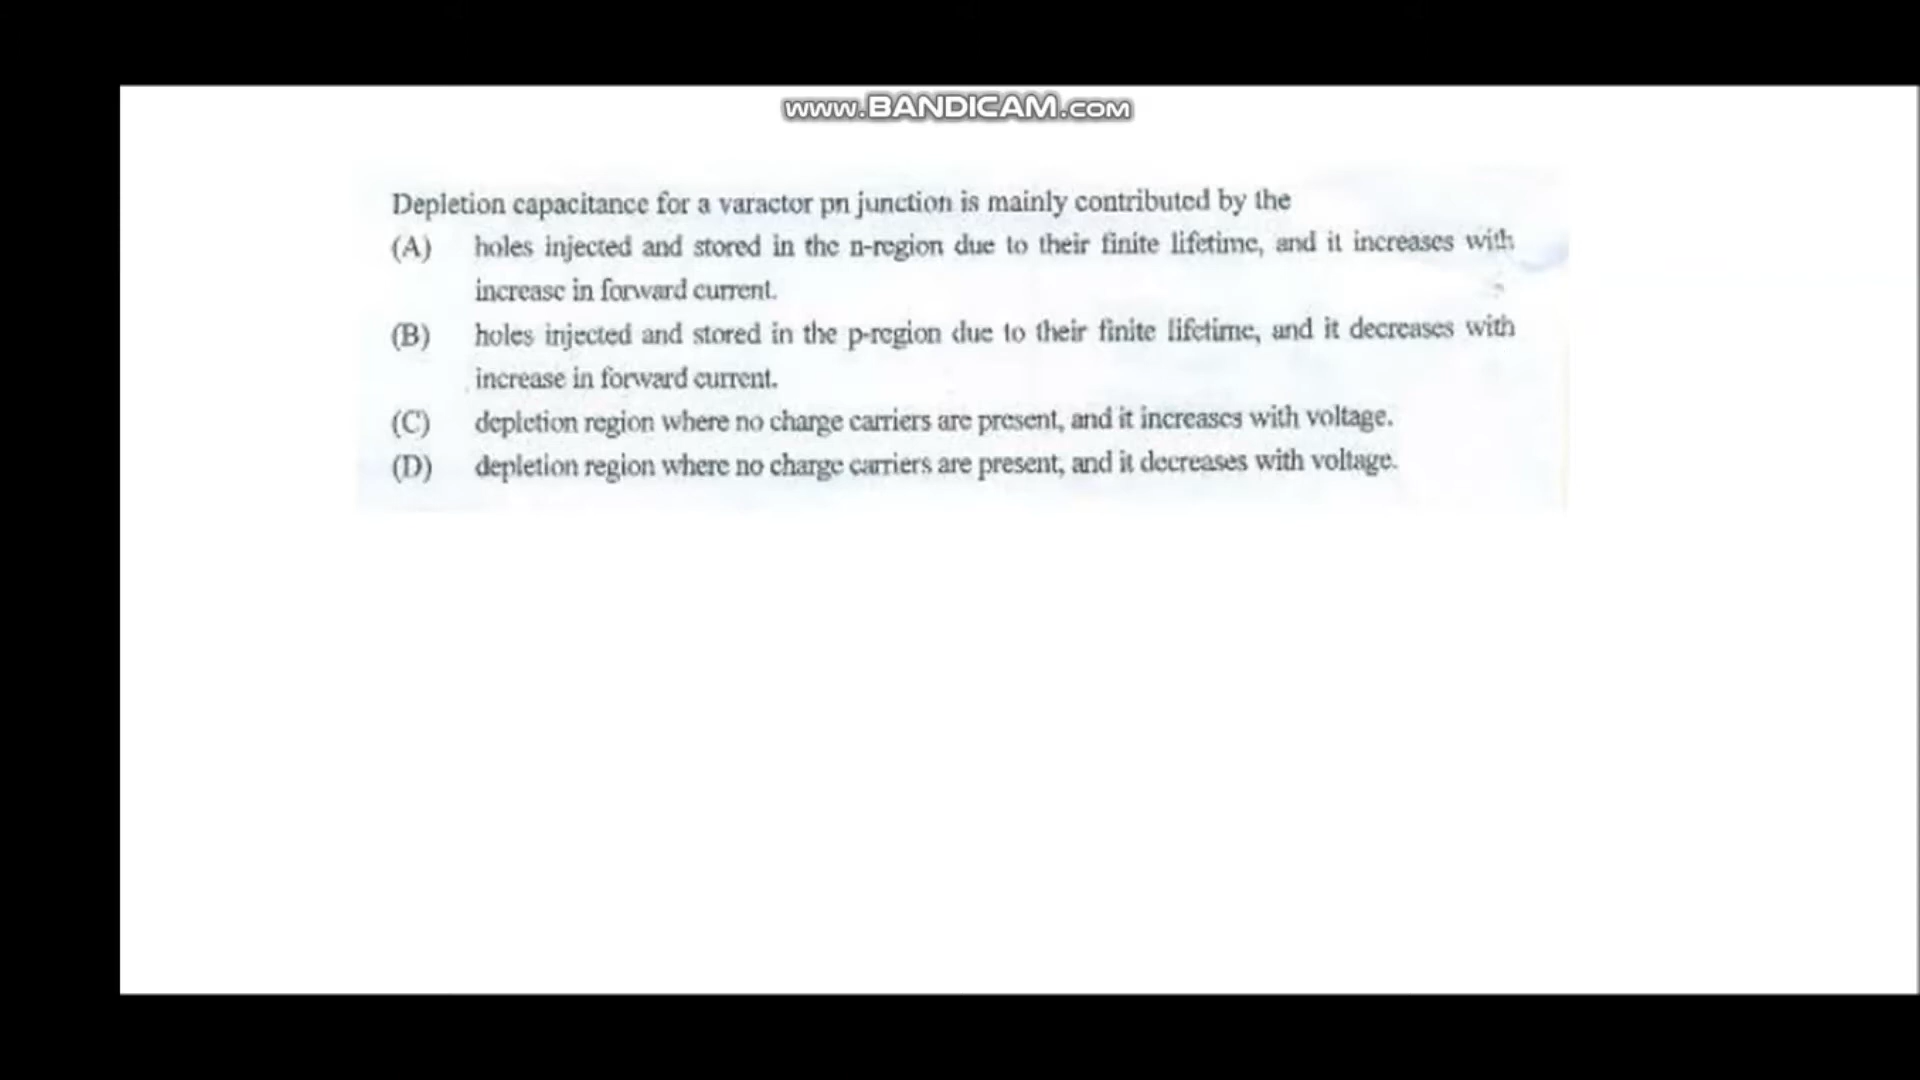 www.BANDICAM.com
Depletion capacitance for a varactor pn junction is mainly contributed by the
(A) holes injected and stored in the n-region due to their finite lifetime, and it increases with
increase in forward current.
(B) holes injected and stored in the p-region due to their finite lifetime, and it decreases with
increase in forward current.
(C) depletion region where no charge carriers are present, and it increases with voltage.
(D) depletion region where no charge carriers are present, and it decreases with voltage.